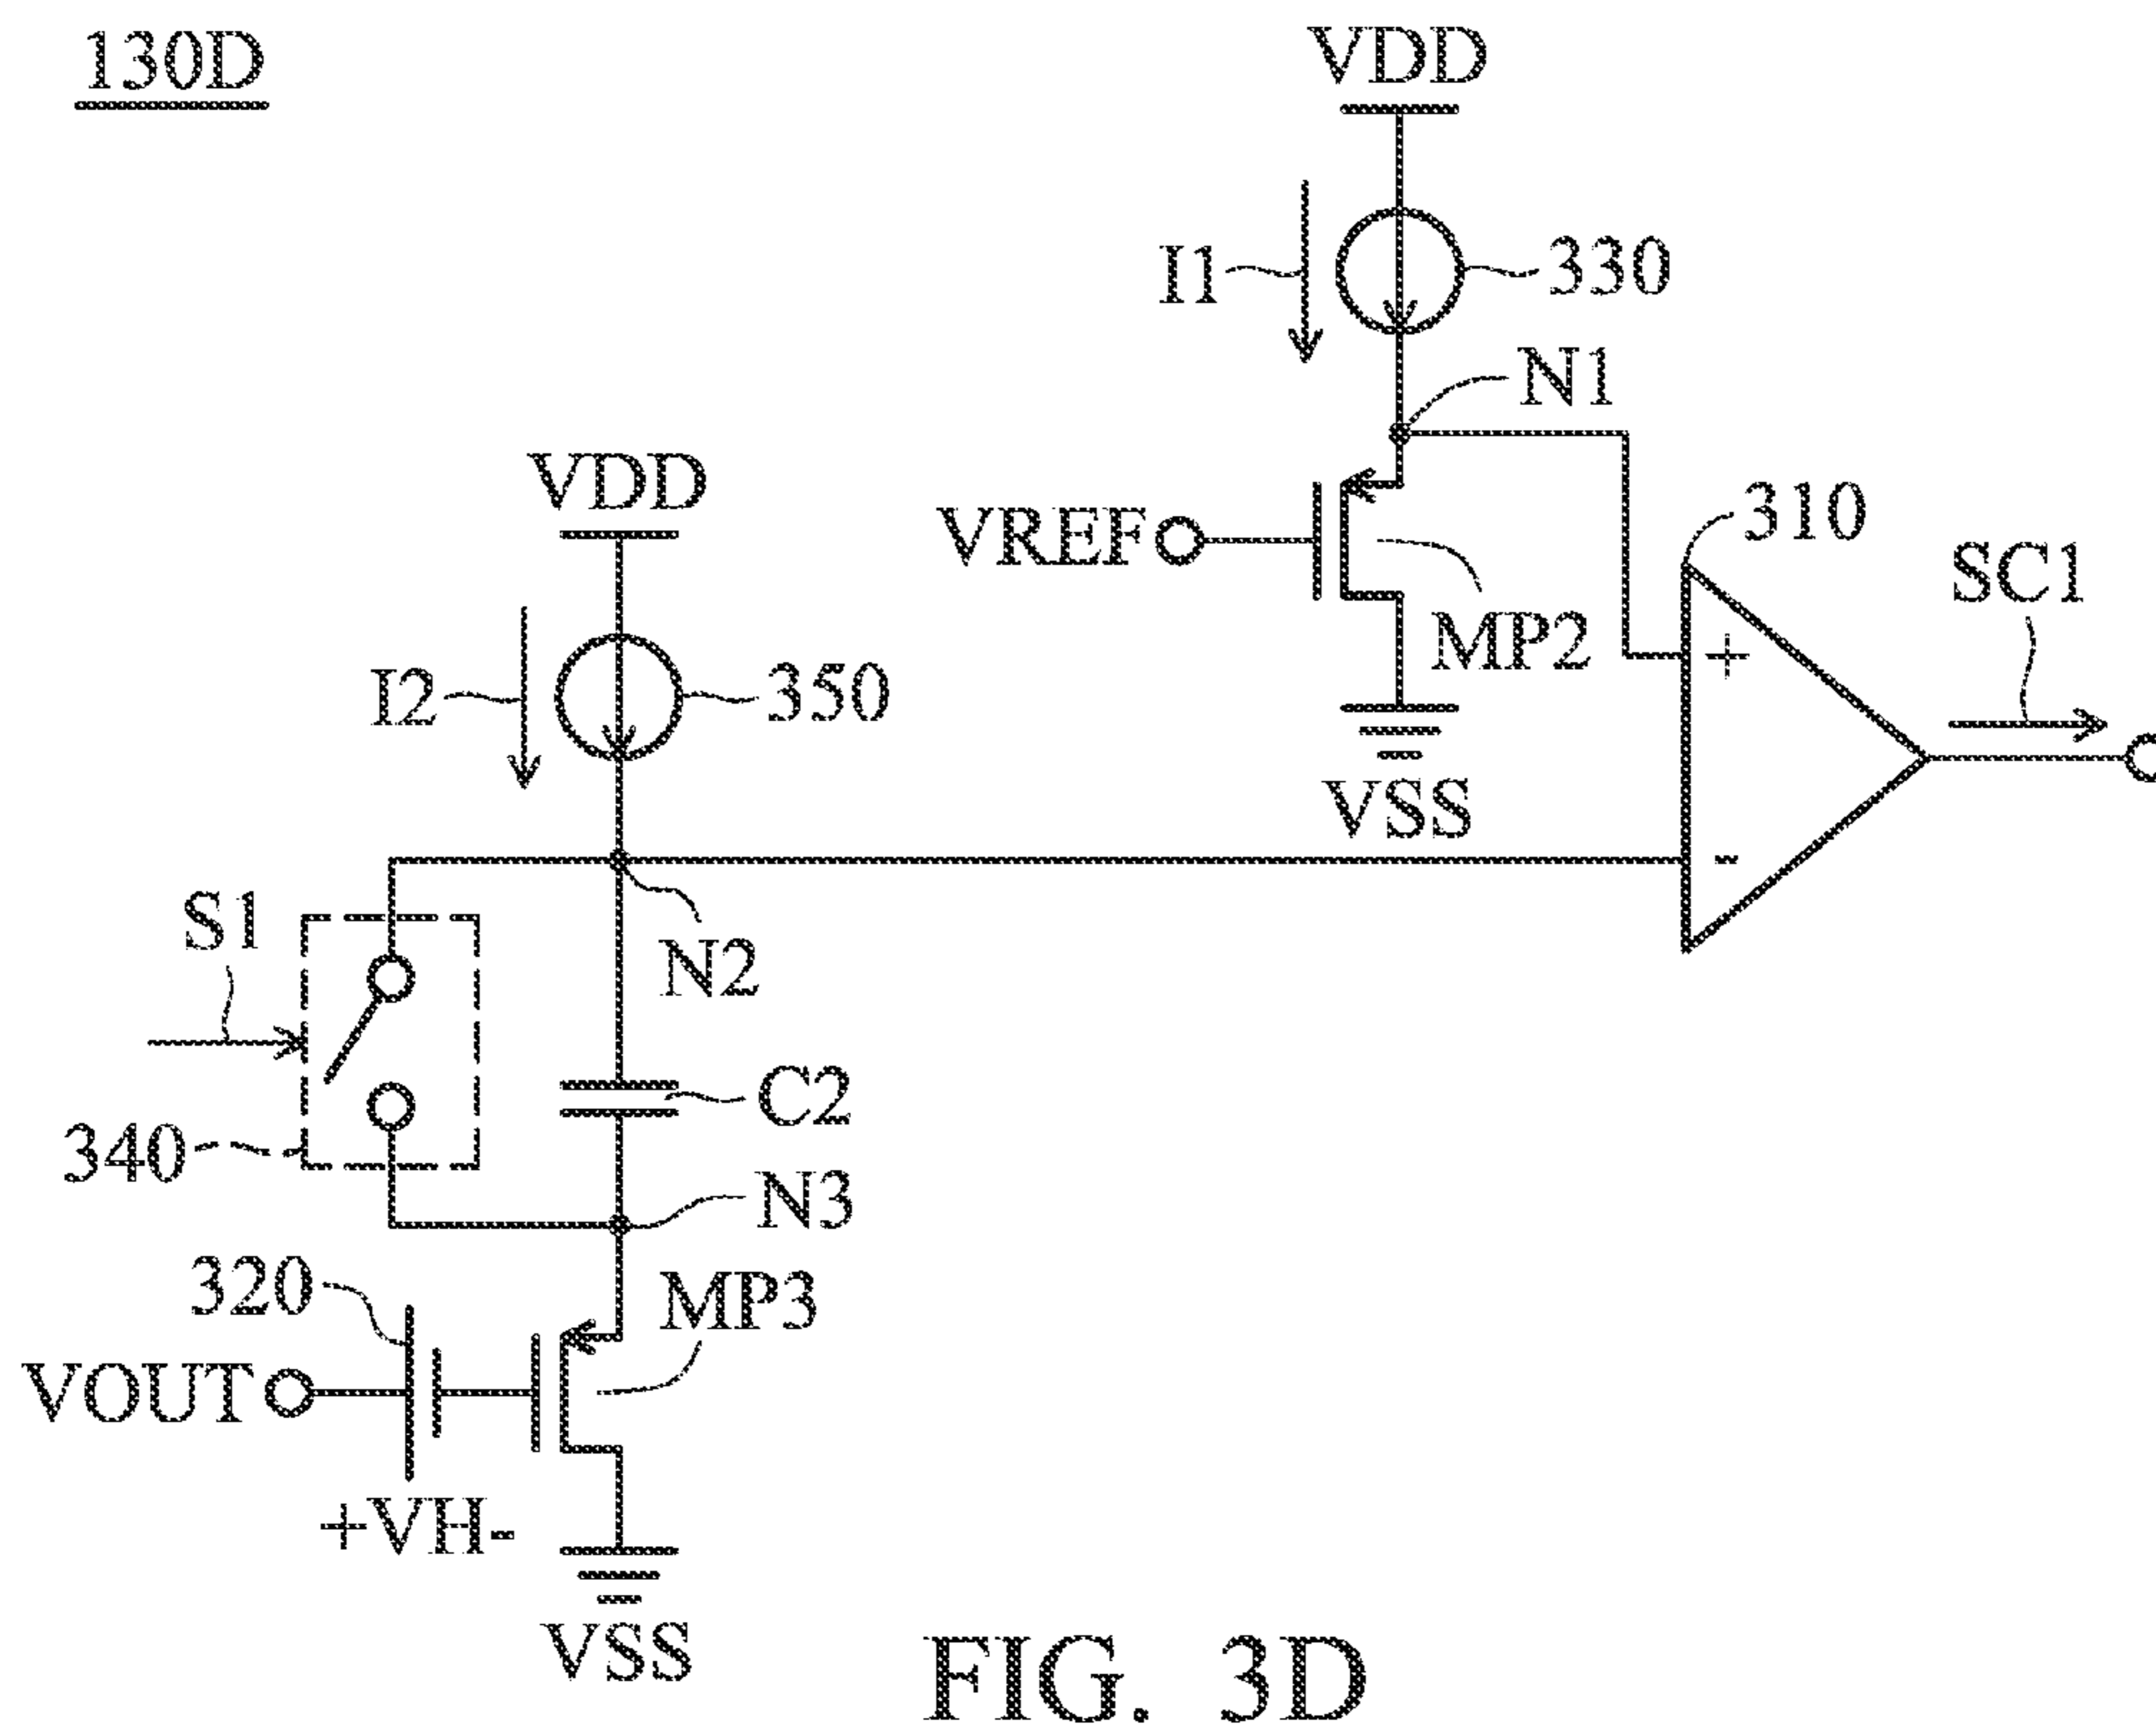 130D
VDD
I1
330
N1
VDD
VREF
310
SC1
MP2
+
I2
350
VSS
-
S1
N2
C2
340
N3
320
MP3
VOUT
+VH-
VSS
FIG. 3D